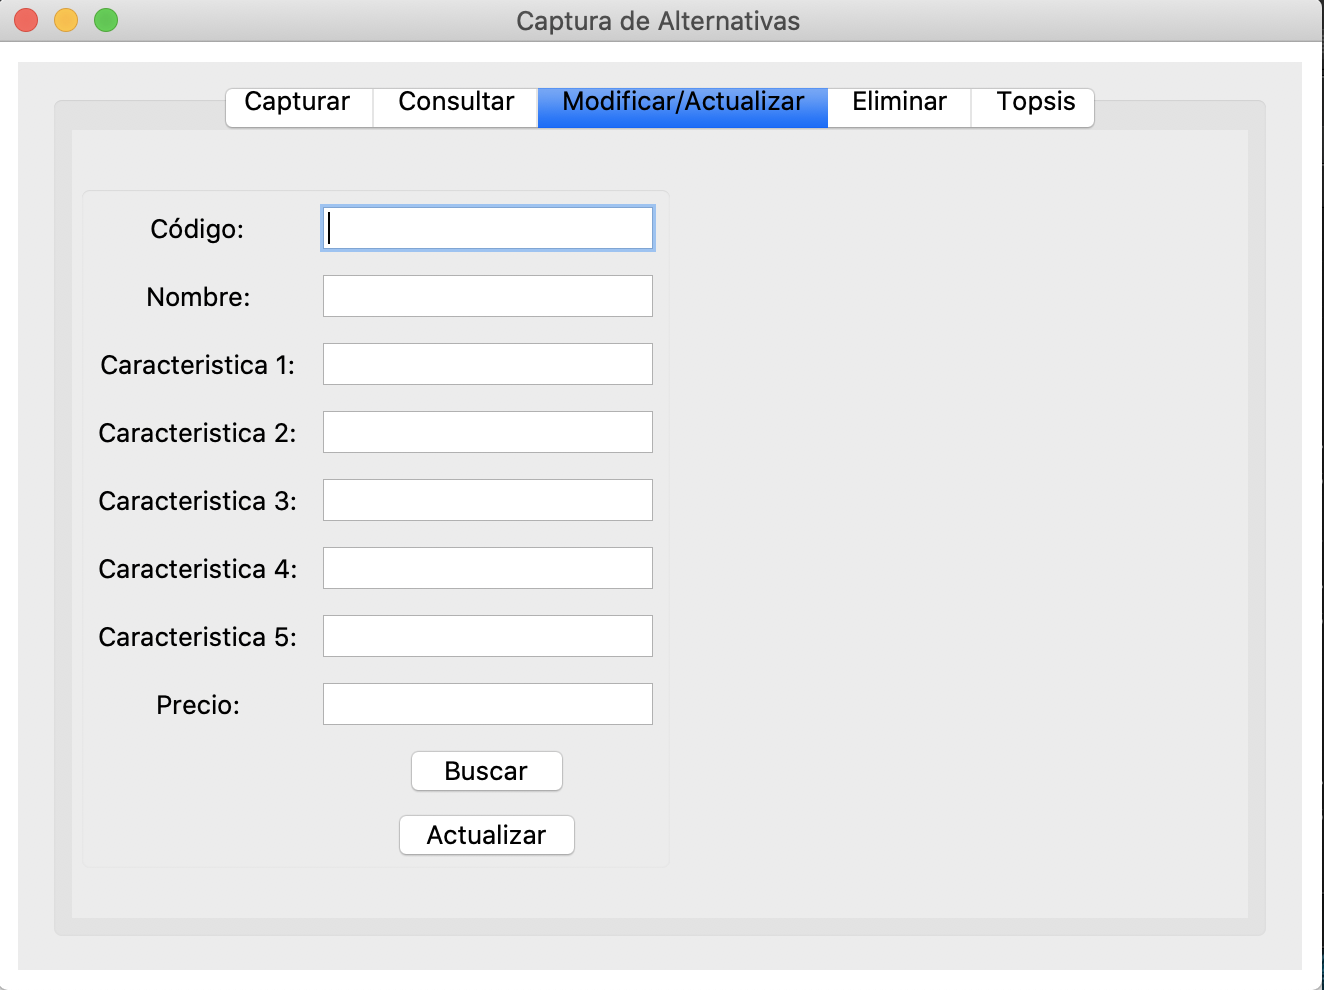 Captura de Alternativas
Capturar Consultar Modificar/Actualizar Eliminar Topsis
Código:
Nombre:
Caracteristica 1:
Caracteristica 2:
Caracteristica 3:
Caracteristica 4:
Caracteristica 5:
Precio:
Buscar
Actualizar